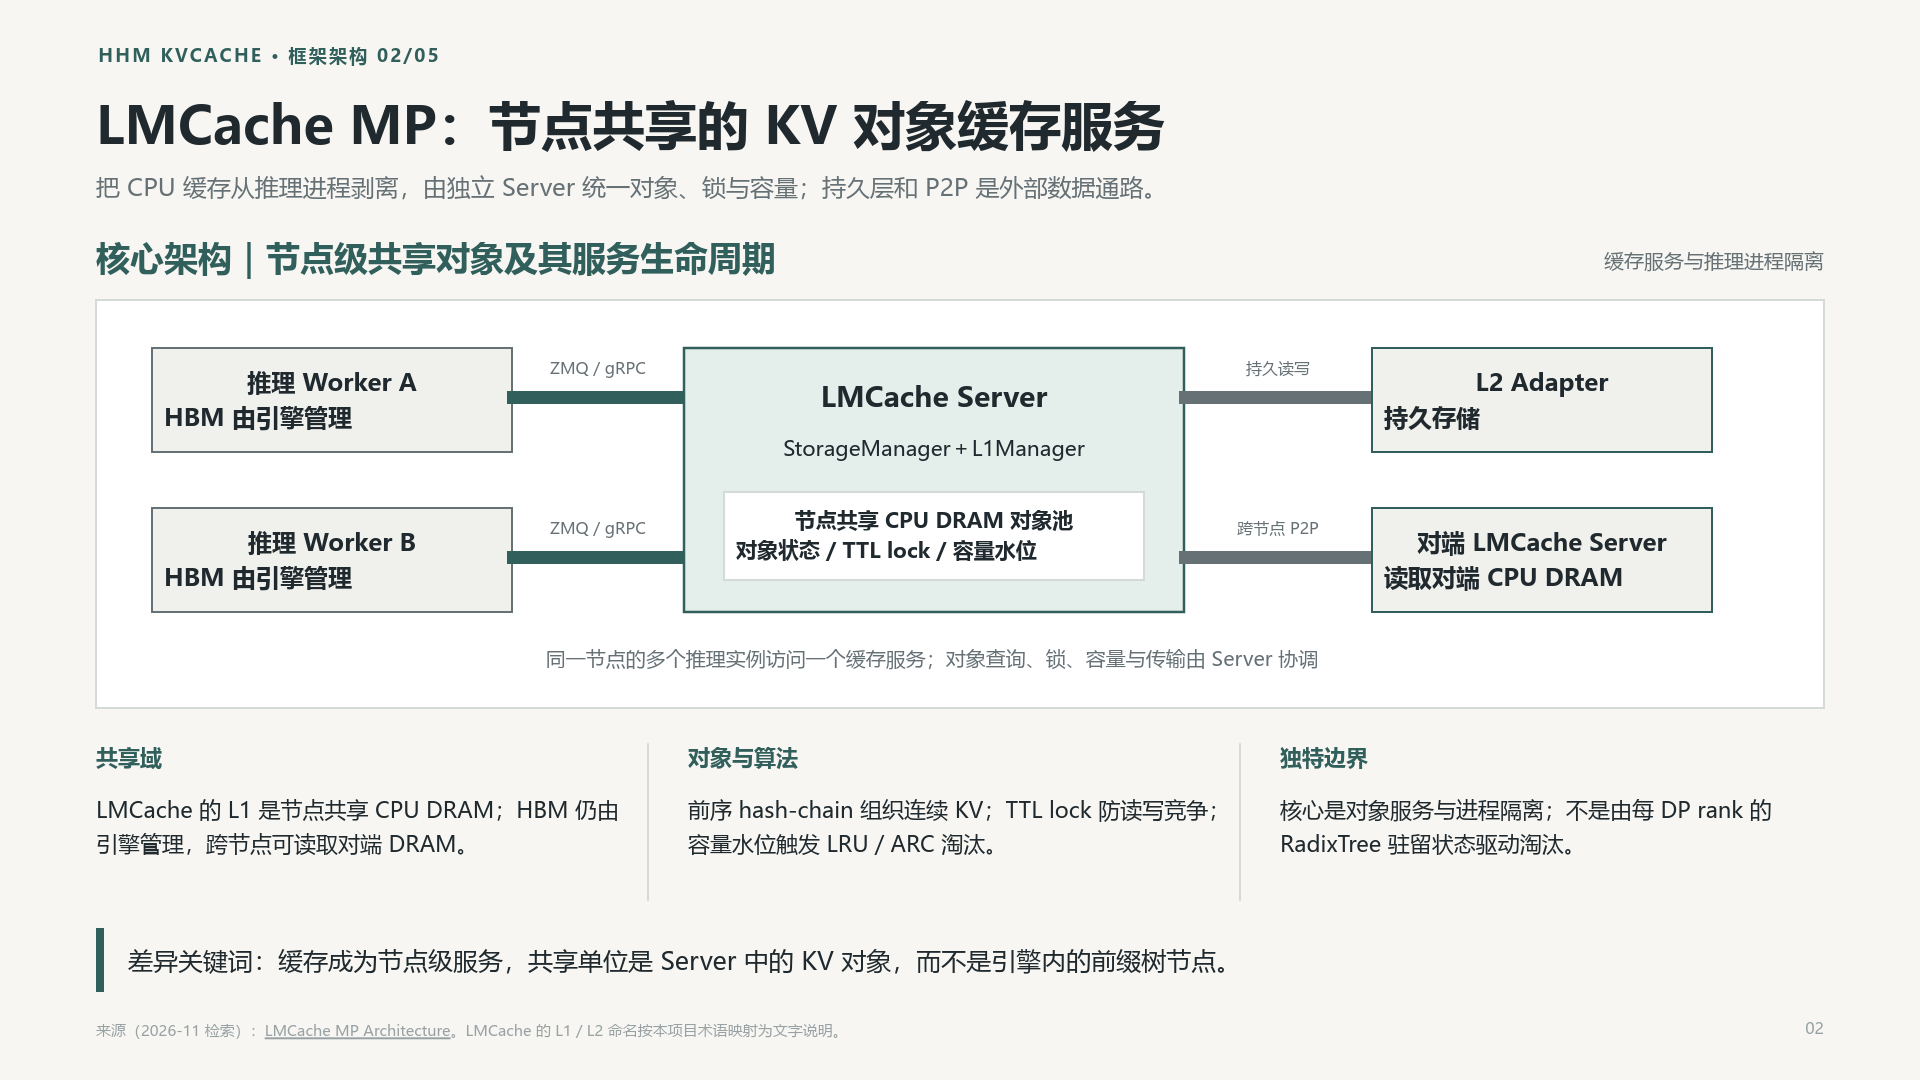 HHM KVCACHE • 框架架构 02/05
LMCache MP：节点共享的 KV 对象缓存服务
把 CPU 缓存从推理进程剥离，由独立 Server 统一对象、锁与容量；持久层和 P2P 是外部数据通路。
核心架构｜节点级共享对象及其服务生命周期
缓存服务与推理进程隔离
推理 Worker A
HBM 由引擎管理
ZMQ / gRPC
LMCache Server
StorageManager + L1Manager
持久读写
L2 Adapter
持久存储
推理 Worker B
HBM 由引擎管理
ZMQ / gRPC
节点共享 CPU DRAM 对象池
对象状态 / TTL lock / 容量水位
跨节点 P2P
对端 LMCache Server
读取对端 CPU DRAM
同一节点的多个推理实例访问一个缓存服务；对象查询、锁、容量与传输由 Server 协调
共享域
LMCache 的 L1 是节点共享 CPU DRAM；HBM 仍由
引擎管理，跨节点可读取对端 DRAM。
对象与算法
前序 hash-chain 组织连续 KV；TTL lock 防读写竞争；
容量水位触发 LRU / ARC 淘汰。
独特边界
核心是对象服务与进程隔离；不是由每 DP rank 的
RadixTree 驻留状态驱动淘汰。
差异关键词：缓存成为节点级服务，共享单位是 Server 中的 KV 对象，而不是引擎内的前缀树节点。
来源（2026-11 检索）：LMCache MP Architecture。LMCache 的 L1 / L2 命名按本项目术语映射为文字说明。
02